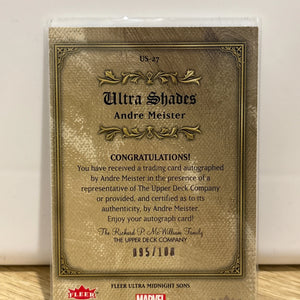 US-27
Ultra Shades
Andre Meister
CONGRATULATIONS!
You have received a trading card autographed
by Andre Meister in the presence of a
representative of The Upper Deck Company
or provided, and certified as to its
authenticity, by Andre Meister.
Enjoy your autograph card!
The Richard P. McWilliam Family
THE UPPER DECK COMPANY
095/100
FLEER
FLEER ULTRA MIDNIGHT SONS
MARVEL